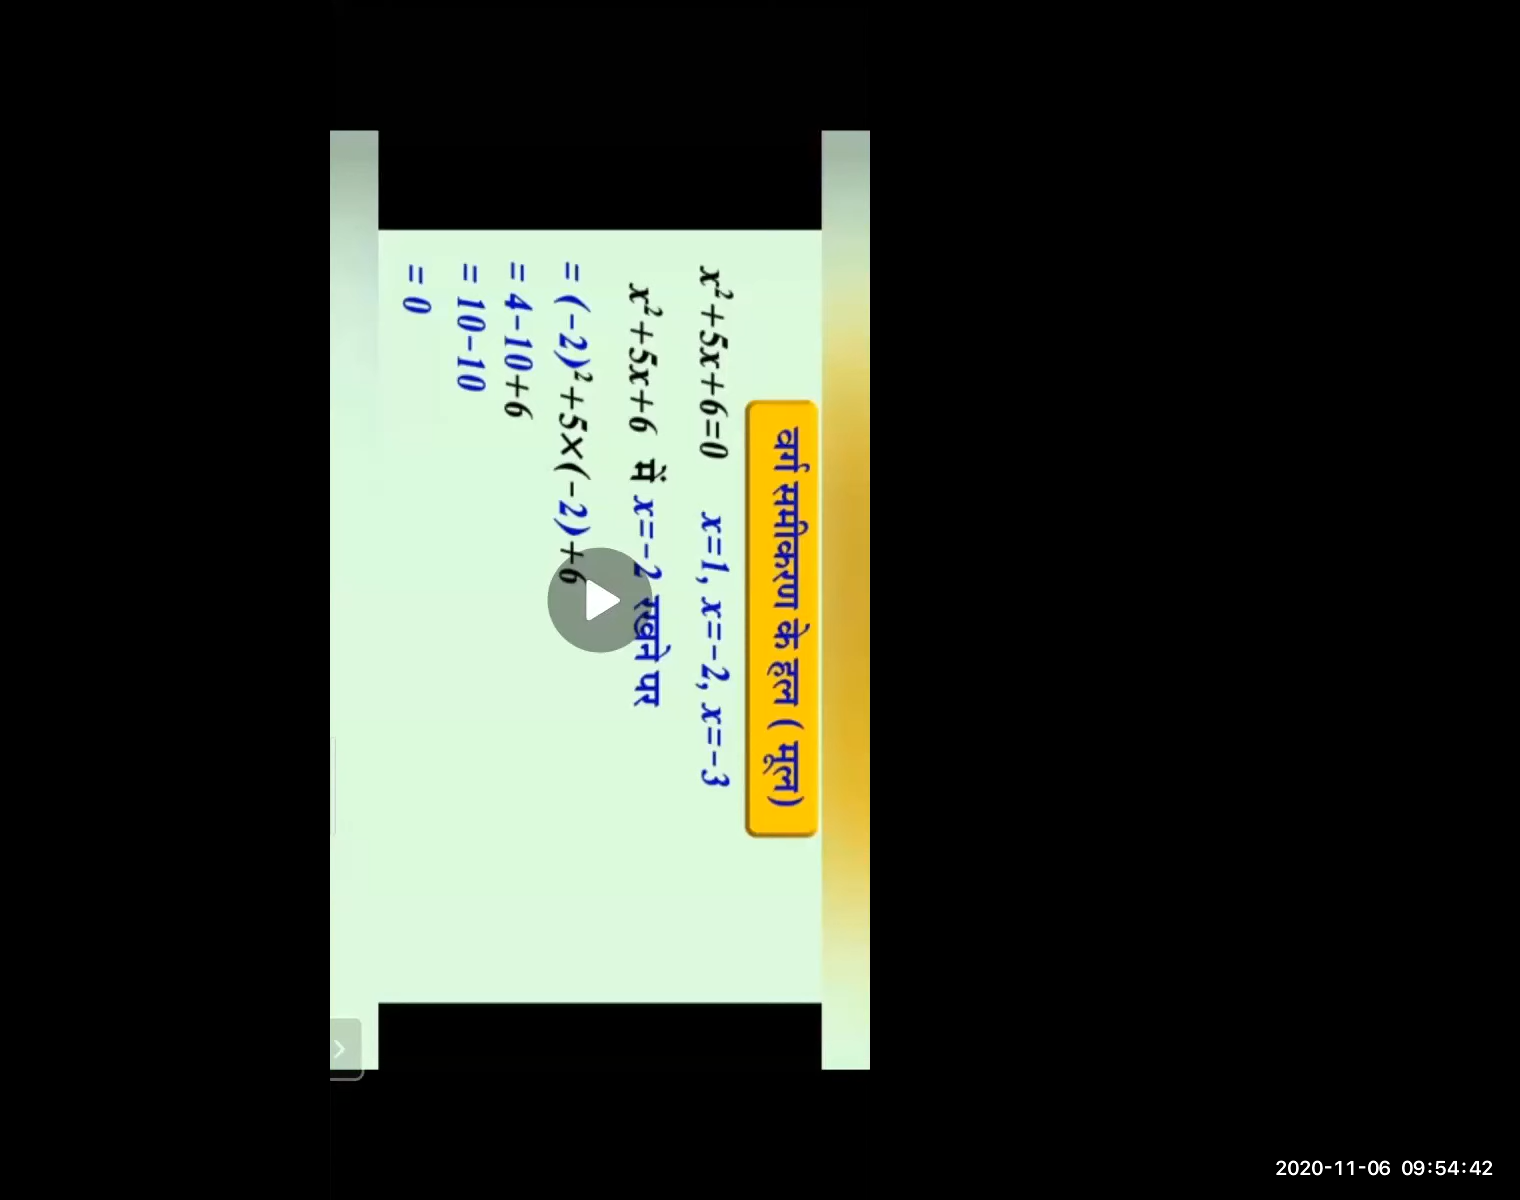 वर्ग समीकरण के हल ( मूल)
x²+5x+6=0 x=1, x=-2, x=-3
x²+5x+6 में x=-2 रखने पर
= (-2)²+5×(-2)+6
= 4-10+6
= 10-10
= 0
2020-11-06 09:54:42